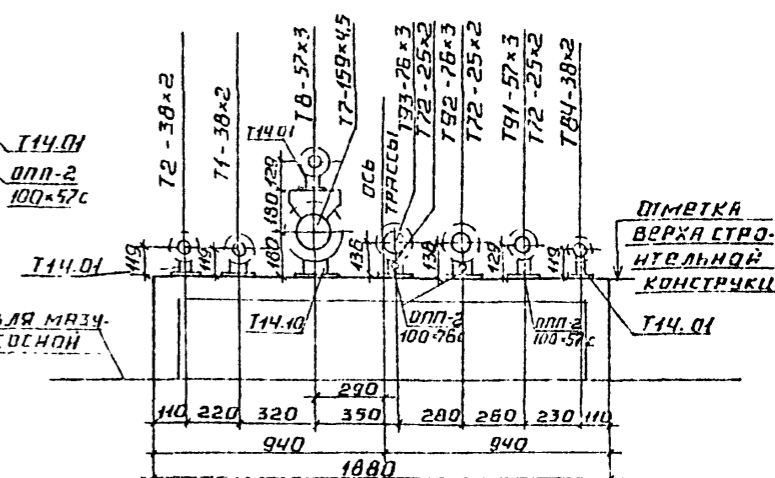 Т2-38×2
Т1-38×2
Т8-57×3
Т7-159×4,5
ОСЬ
ТРАССЫ
Т93-76×3
Т72-25×2
Т92-76×3
Т72-25×2
Т91-57×3
Т72-25×2
Т84-38×2
Т14.01
ОПП-2
100×57с
Т14.01
129
180
180
119
119
136
138
129
119
Т14.01
ОТМЕТКА
ВЕРХА СТРО-
ИТЕЛЬНОЙ
КОНСТРУКЦ
Т14.01
Т14.10
ОПП-2
100×76с
ОПП-2
100×57с
ЛЯ МАЗУ-
СОСНОЙ
290
110
220
320
350
280
260
230
110
940
940
1880